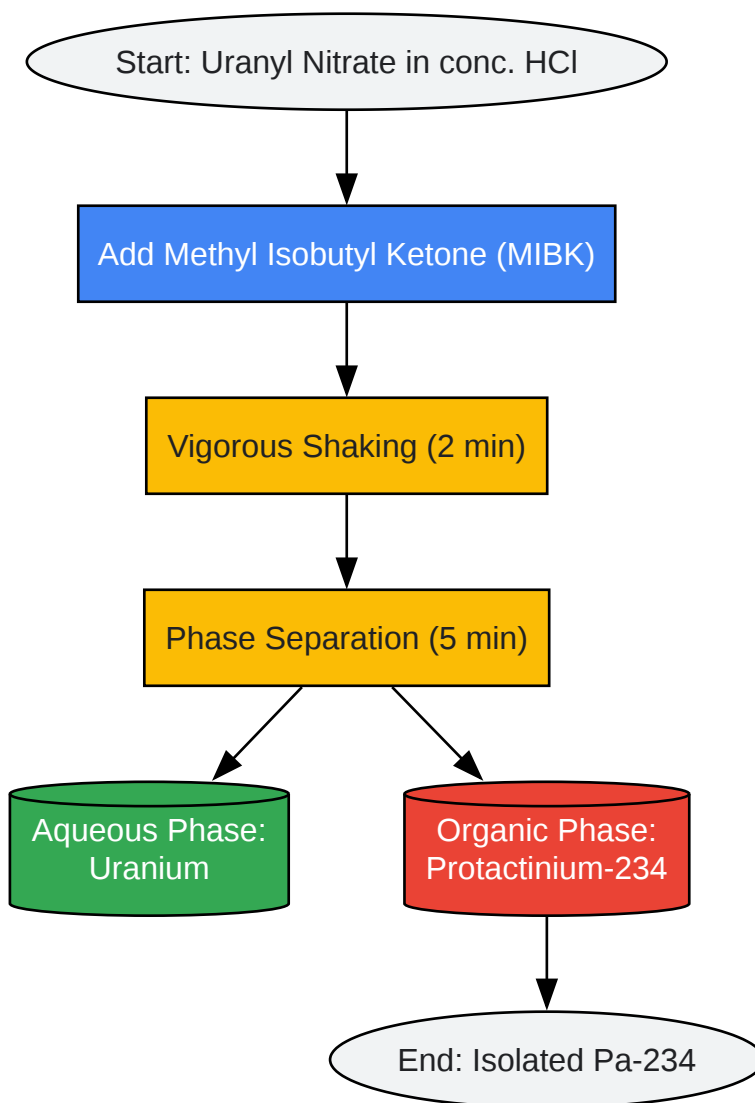 Start: Uranyl Nitrate in conc. HCl
Add Methyl Isobutyl Ketone (MIBK)
Vigorous Shaking (2 min)
Phase Separation (5 min)
Aqueous Phase:
Uranium
Organic Phase:
Protactinium-234
End: Isolated Pa-234